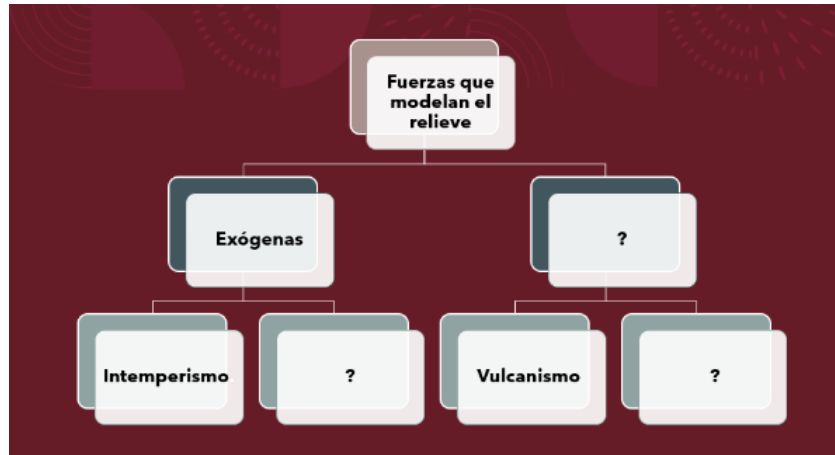 Fuerzas que
modelan el
relieve
Exógenas
?
Intemperismo
?
Vulcanismo
?